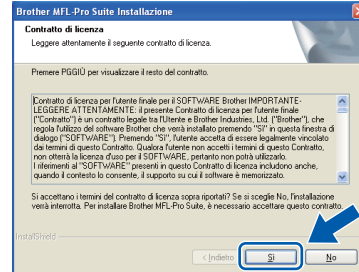 Brother MFL-Pro Suite Installazione
Contratto di licenza
Leggere attentamente il seguente contratto di licenza.
Premere PGGIÙ per visualizzare il resto del contratto.
Contratto di licenza per l'utente finale per il SOFTWARE Brother IMPORTANTE-
LEGGERE ATTENTAMENTE: il presente Contratto di licenza per l'utente finale
("Contratto") è un contratto legale tra l'Utente e Brother Industries, Ltd. ("Brother"), che
regola l'utilizzo del software Brother che verrà installato premendo "SI" in questa finestra di
dialogo ("SOFTWARE"). Premendo "SI", l'utente accetta di essere legalmente vincolato
dai termini di questo Contratto. Qualora l'utente non accetti i termini di questo Contratto,
non otterrà la licenza d'uso per il SOFTWARE, pertanto non potrà utilizzarlo.
I riferimenti al "SOFTWARE" presenti in questo Contratto di licenza includono anche,
quando il contesto lo consente, il supporto su cui il software è memorizzato.
Si accettano i termini del contratto di licenza sopra riportati? Se si sceglie No, l'installazione
verrà interrotta. Per installare Brother MFL-Pro Suite, è necessario accettare questo contratto.
InstallShield
< Indietro
Sì
No